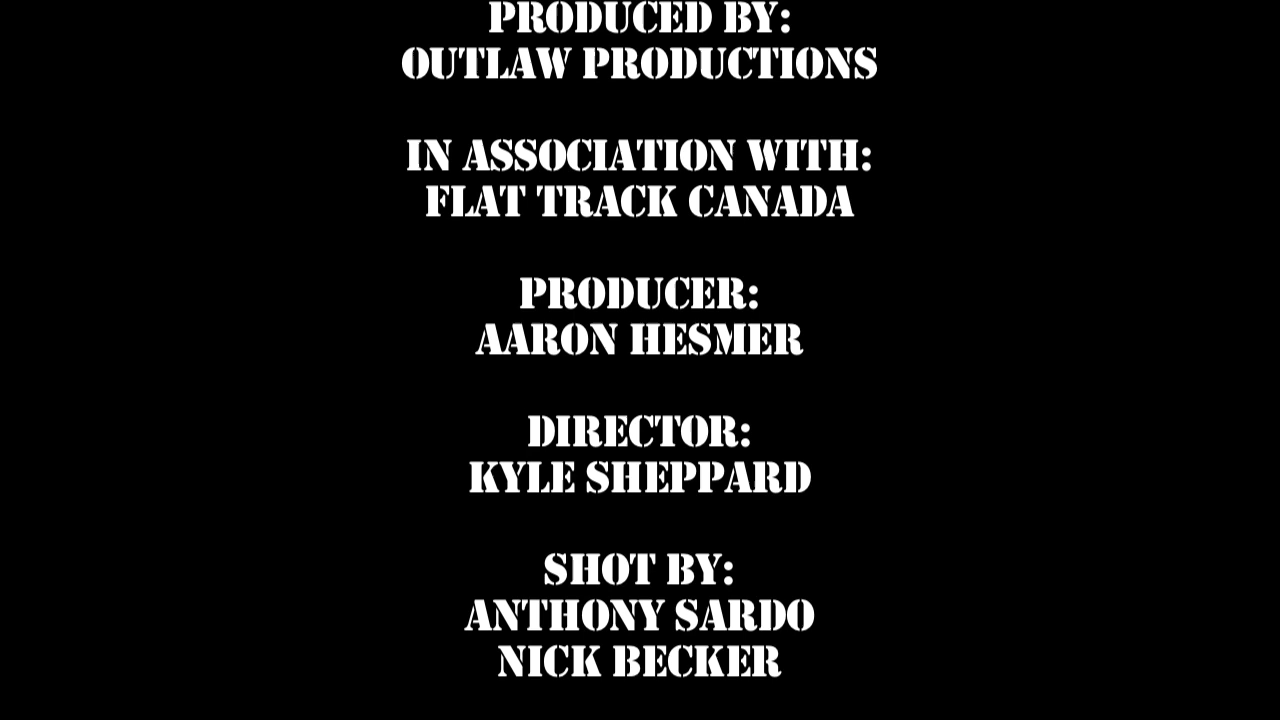 PRODUCED BY:
OUTLAW PRODUCTIONS
IN ASSOCIATION WITH:
FLAT TRACK CANADA
PRODUCER:
AARON HESMER
DIRECTOR:
KYLE SHEPPARD
SHOT BY:
ANTHONY SARDO
NICK BECKER